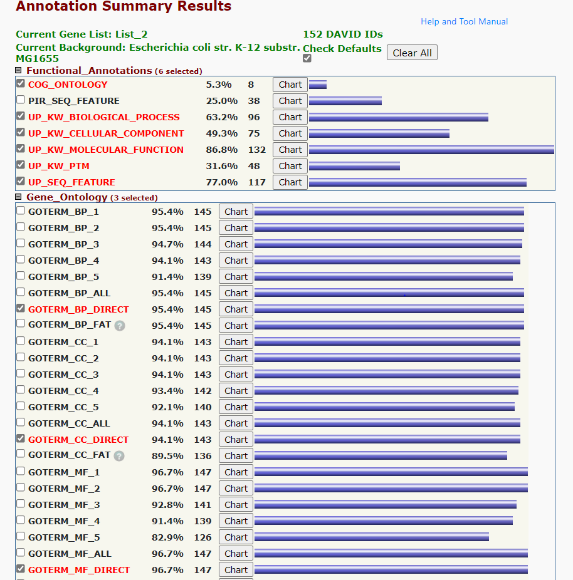 Annotation Summary Results
Help and Tool Manual
Current Gene List: List_2 152 DAVID IDs
Current Background: Escherichia coli str. K-12 substr. MG1655 Check Defaults Clear All
Functional_Annotations (6 selected)
COG_ONTOLOGY 5.3% 8 Chart
PIR_SEQ_FEATURE 25.0% 38 Chart
UP_KW_BIOLOGICAL_PROCESS 63.2% 96 Chart
UP_KW_CELLULAR_COMPONENT 49.3% 75 Chart
UP_KW_MOLECULAR_FUNCTION 86.8% 132 Chart
UP_KW_PTM 31.6% 48 Chart
UP_SEQ_FEATURE 77.0% 117 Chart
Gene_Ontology (3 selected)
GOTERM_BP_1 95.4% 145 Chart
GOTERM_BP_2 95.4% 145 Chart
GOTERM_BP_3 94.7% 144 Chart
GOTERM_BP_4 94.1% 143 Chart
GOTERM_BP_5 91.4% 139 Chart
GOTERM_BP_ALL 95.4% 145 Chart
GOTERM_BP_DIRECT 95.4% 145 Chart
GOTERM_BP_FAT ? 95.4% 145 Chart
GOTERM_CC_1 94.1% 143 Chart
GOTERM_CC_2 94.1% 143 Chart
GOTERM_CC_3 94.1% 143 Chart
GOTERM_CC_4 93.4% 142 Chart
GOTERM_CC_5 92.1% 140 Chart
GOTERM_CC_ALL 94.1% 143 Chart
GOTERM_CC_DIRECT 94.1% 143 Chart
GOTERM_CC_FAT ? 89.5% 136 Chart
GOTERM_MF_1 96.7% 147 Chart
GOTERM_MF_2 96.7% 147 Chart
GOTERM_MF_3 92.8% 141 Chart
GOTERM_MF_4 91.4% 139 Chart
GOTERM_MF_5 82.9% 126 Chart
GOTERM_MF_ALL 96.7% 147 Chart
GOTERM_MF_DIRECT 96.7% 147 Chart